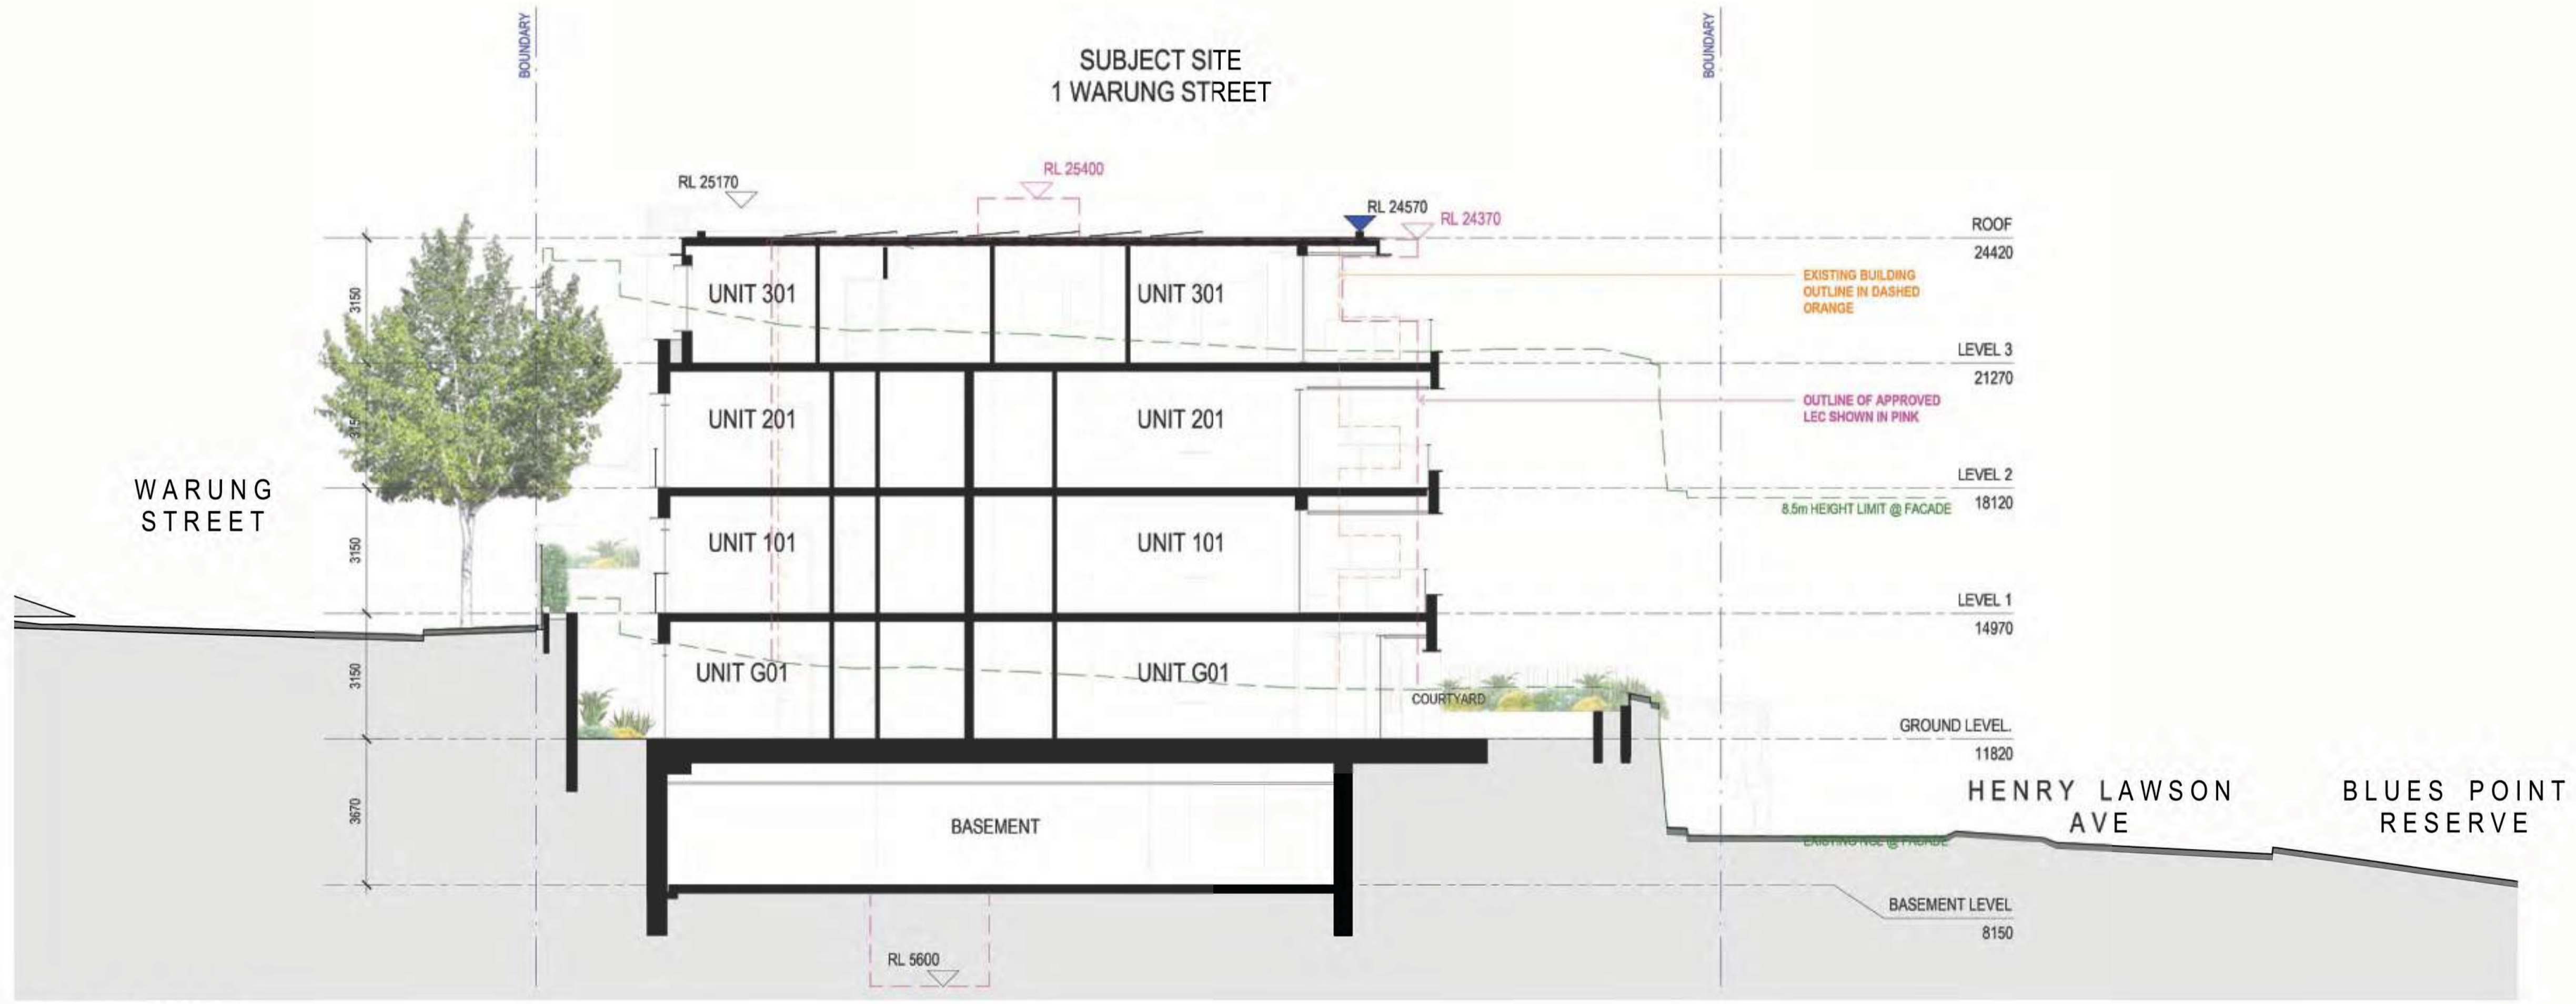 BOUNDARY
BOUNDARY
SUBJECT SITE
1 WARUNG STREET
RL 25170
RL 25400
RL 24570
RL 24370
ROOF
24420
3150
UNIT 301
UNIT 301
EXISTING BUILDING
OUTLINE IN DASHED
ORANGE
LEVEL 3
21270
3150
UNIT 201
UNIT 201
OUTLINE OF APPROVED
LEC SHOWN IN PINK
LEVEL 2
18120
8.5m HEIGHT LIMIT @ FACADE
WARUNG
STREET
3150
UNIT 101
UNIT 101
LEVEL 1
14970
3150
UNIT G01
UNIT G01
COURTYARD
GROUND LEVEL.
11820
HENRY LAWSON
AVE
BLUES POINT
RESERVE
3670
BASEMENT
EXISTING NGL @ FACADE
BASEMENT LEVEL
8150
RL 5600